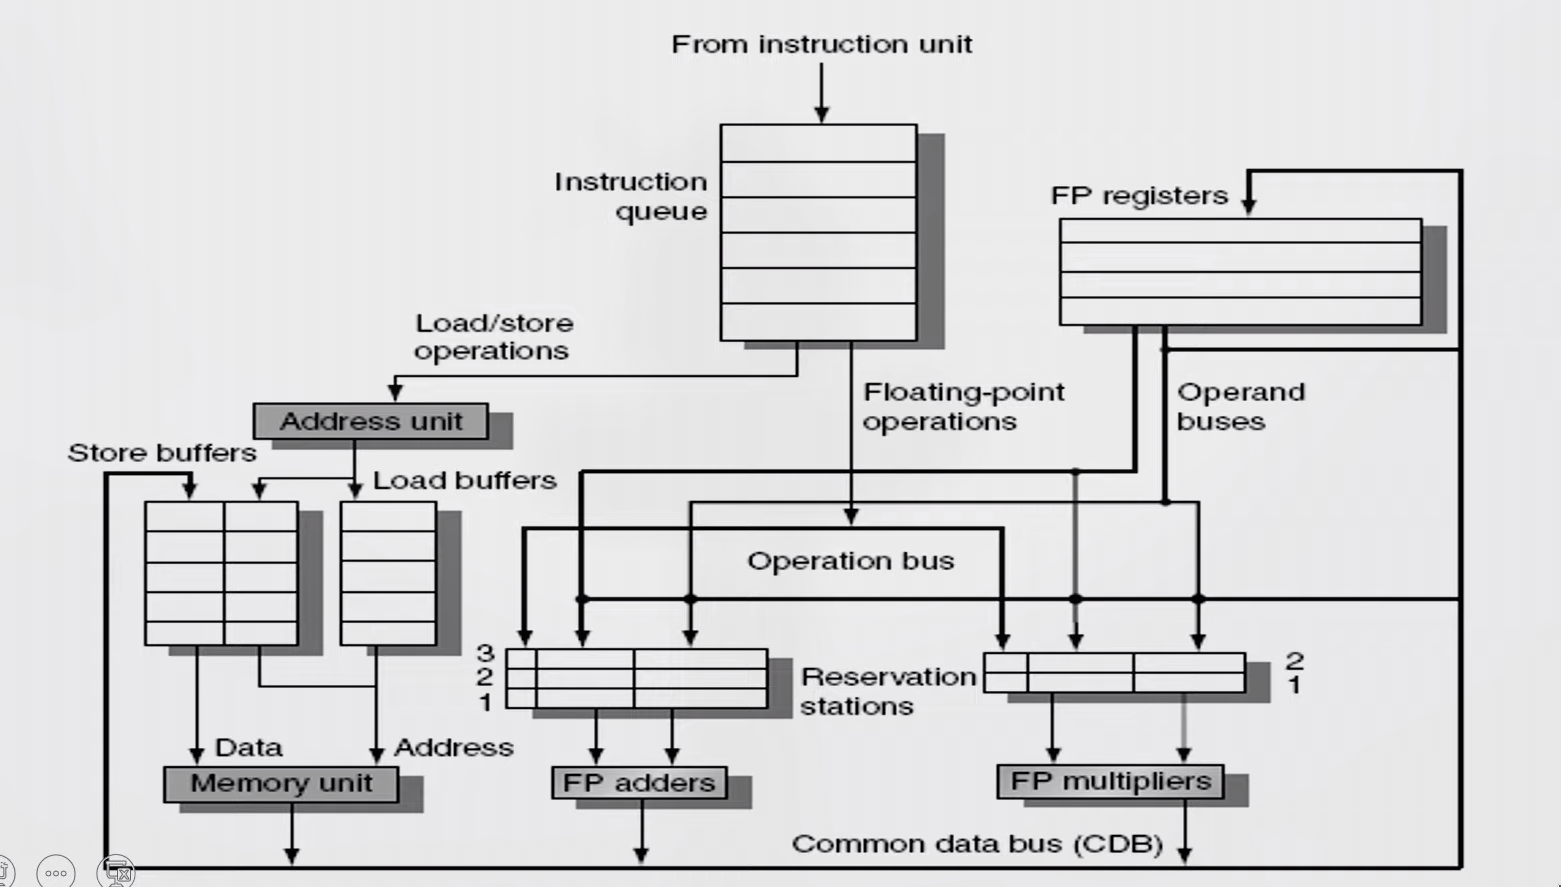 From instruction unit
Instruction
queue
FP registers
Load/store
operations
Floating-point
operations
Operand
buses
Address unit
Store buffers
Load buffers
Operation bus
3
2
1
Reservation
stations
2
1
Data
Address
Memory unit
FP adders
FP multipliers
Common data bus (CDB)